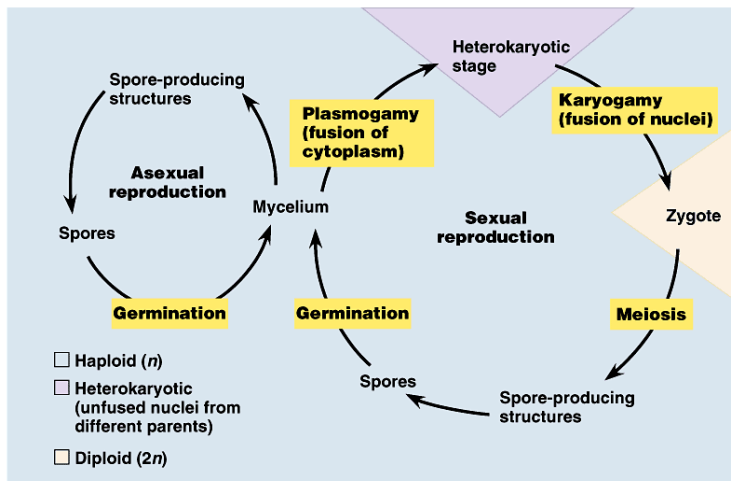 Heterokaryotic
stage
Spore-producing
structures
Plasmogamy
(fusion of
cytoplasm)
Karyogamy
(fusion of nuclei)
Asexual
reproduction
Mycelium
Spores
Sexual
reproduction
Zygote
Germination
Germination
Meiosis
Spores
Spore-producing
structures
Haploid (n)
Heterokaryotic
(unfused nuclei from
different parents)
Diploid (2n)